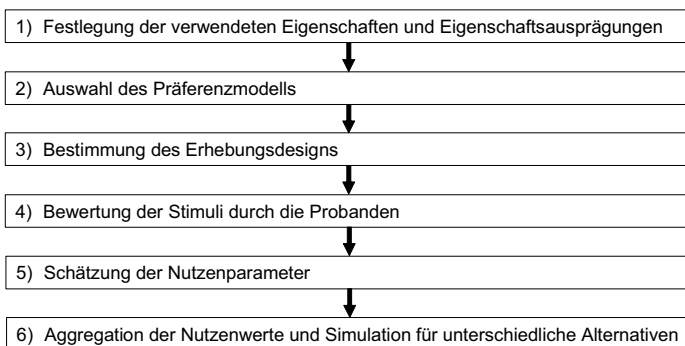 1) Festlegung der verwendeten Eigenschaften und Eigenschaftsausprägungen
2) Auswahl des Präferenzmodells
3) Bestimmung des Erhebungsdesigns
4) Bewertung der Stimuli durch die Probanden
5) Schätzung der Nutzenparameter
6) Aggregation der Nutzenwerte und Simulation für unterschiedliche Alternativen